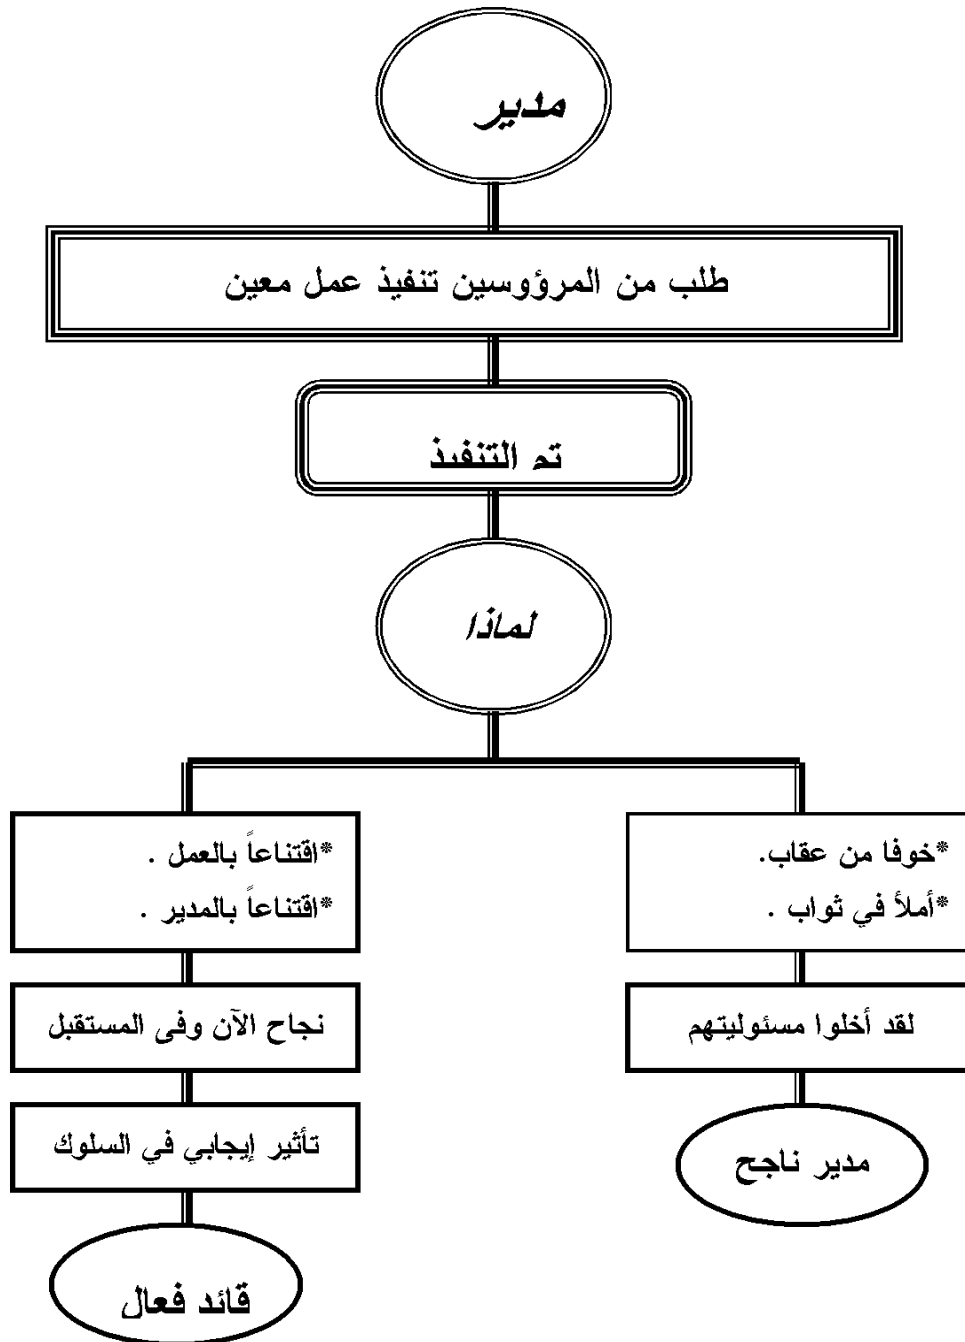 مدير
طلب من المرؤوسين تنفيذ عمل معين
تم التنفيذ
لماذا
*خوفا من عقاب.
*أملاً في ثواب .
لقد أخلوا مسئوليتهم
مدير ناجح
*اقتناعاً بالعمل .
*اقتناعاً بالمدير .
نجاح الآن وفى المستقبل
تأثير إيجابي في السلوك
قائد فعال